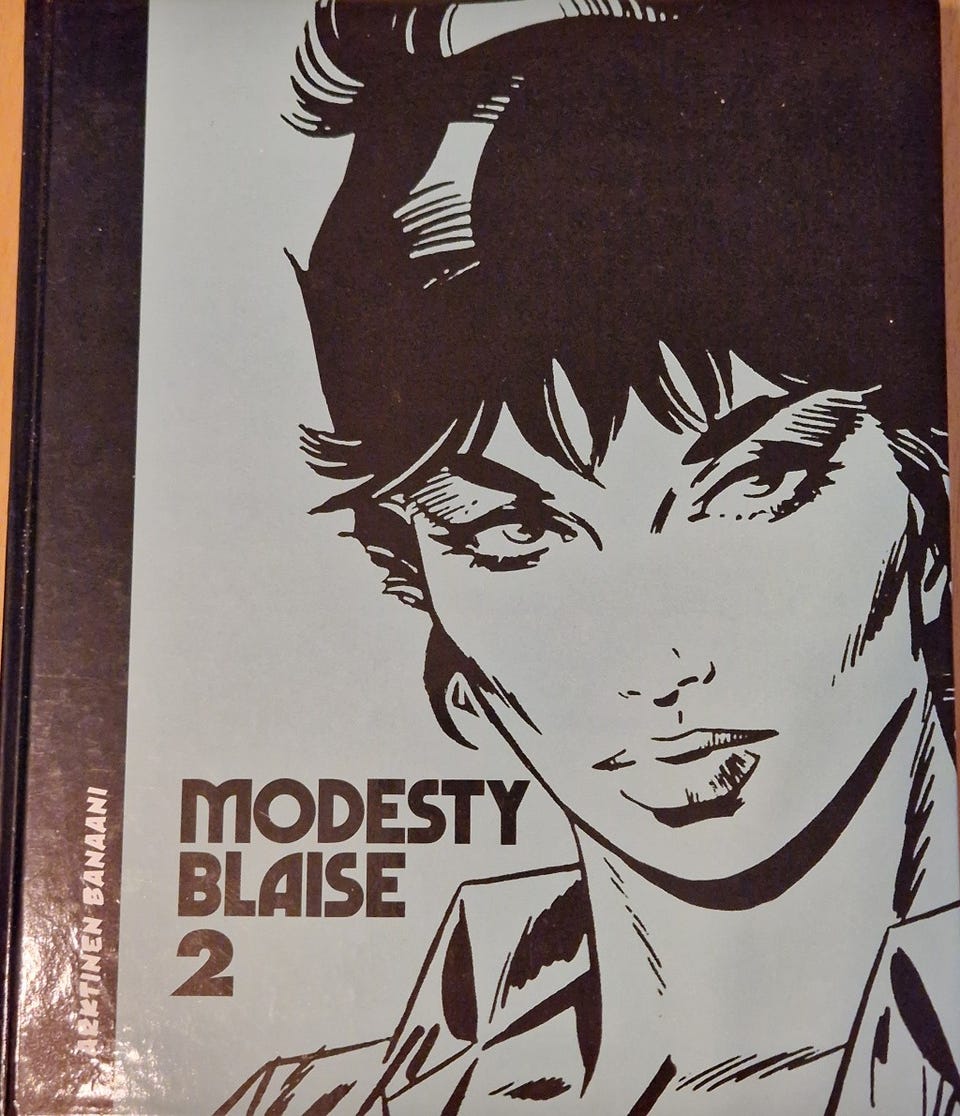 MODESTY
BLAISE
2
ARKTINEN BANAANI